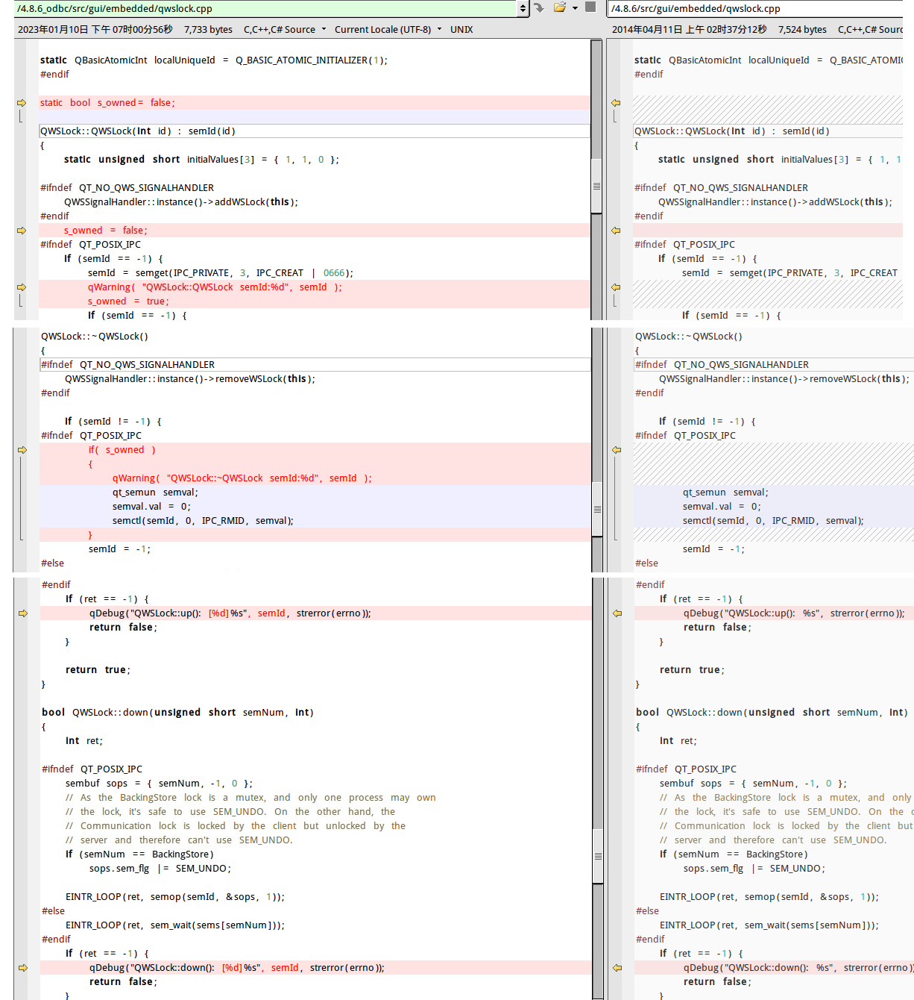 /4.8.6_odbc/src/gui/embedded/qwslock.cpp
2023年01月10日 下午 07时00分56秒 7,733 bytes C,C++,C# Source Current Locale (UTF-8) UNIX
static QBasicAtomicInt localUniqueId = Q_BASIC_ATOMIC_INITIALIZER(1);
#endif
static bool s_owned= false;
QWSLock::QWSLock(int id) : semId(id)
{
static unsigned short initialValues[3] = { 1, 1, 0 };
#ifndef QT_NO_QWS_SIGNALHANDLER
QWSSignalHandler::instance()->addWSLock(this);
#endif
s_owned = false;
#ifndef QT_POSIX_IPC
if (semId == -1) {
semId = semget(IPC_PRIVATE, 3, IPC_CREAT | 0666);
qWarning( "QWSLock::QWSLock semId:%d", semId );
s_owned = true;
if (semId == -1) {
QWSLock::~QWSLock()
{
#ifndef QT_NO_QWS_SIGNALHANDLER
QWSSignalHandler::instance()->removeWSLock(this);
#endif
if (semId != -1) {
#ifndef QT_POSIX_IPC
if( s_owned )
{
qWarning( "QWSLock::~QWSLock semId:%d", semId );
qt_semun semval;
semval.val = 0;
semctl(semId, 0, IPC_RMID, semval);
}
semId = -1;
#else
#endif
if (ret == -1) {
qDebug("QWSLock::up(): [%d]%s", semId, strerror(errno));
return false;
}
return true;
}
bool QWSLock::down(unsigned short semNum, int)
{
int ret;
#ifndef QT_POSIX_IPC
sembuf sops = { semNum, -1, 0 };
// As the BackingStore lock is a mutex, and only one process may own
// the lock, it's safe to use SEM_UNDO. On the other hand, the
// Communication lock is locked by the client but unlocked by the
// server and therefore can't use SEM_UNDO.
if (semNum == BackingStore)
sops.sem_flg |= SEM_UNDO;
EINTR_LOOP(ret, semop(semId, &sops, 1));
#else
EINTR_LOOP(ret, sem_wait(sems[semNum]));
#endif
if (ret == -1) {
qDebug("QWSLock::down(): [%d]%s", semId, strerror(errno));
return false;
}
/4.8.6/src/gui/embedded/qwslock.cpp
2014年04月11日 上午 02时37分12秒 7,524 bytes C,C++,C# Sourc
static QBasicAtomicInt localUniqueId = Q_BASIC_ATOMIC
#endif
QWSLock::QWSLock(int id) : semId(id)
{
static unsigned short initialValues[3] = { 1, 1
#ifndef QT_NO_QWS_SIGNALHANDLER
QWSSignalHandler::instance()->addWSLock(this);
#endif
#ifndef QT_POSIX_IPC
if (semId == -1) {
semId = semget(IPC_PRIVATE, 3, IPC_CREAT
if (semId == -1) {
QWSLock::~QWSLock()
{
#ifndef QT_NO_QWS_SIGNALHANDLER
QWSSignalHandler::instance()->removeWSLock(this);
#endif
if (semId != -1) {
#ifndef QT_POSIX_IPC
qt_semun semval;
semval.val = 0;
semctl(semId, 0, IPC_RMID, semval);
semId = -1;
#else
#endif
if (ret == -1) {
qDebug("QWSLock::up(): %s", strerror(errno));
return false;
}
return true;
}
bool QWSLock::down(unsigned short semNum, int)
{
int ret;
#ifndef QT_POSIX_IPC
sembuf sops = { semNum, -1, 0 };
// As the BackingStore lock is a mutex, and only
// the lock, it's safe to use SEM_UNDO. On the
// Communication lock is locked by the client but
// server and therefore can't use SEM_UNDO.
if (semNum == BackingStore)
sops.sem_flg |= SEM_UNDO;
EINTR_LOOP(ret, semop(semId, &sops, 1));
#else
EINTR_LOOP(ret, sem_wait(sems[semNum]));
#endif
if (ret == -1) {
qDebug("QWSLock::down(): %s", strerror(errno)
return false;
}